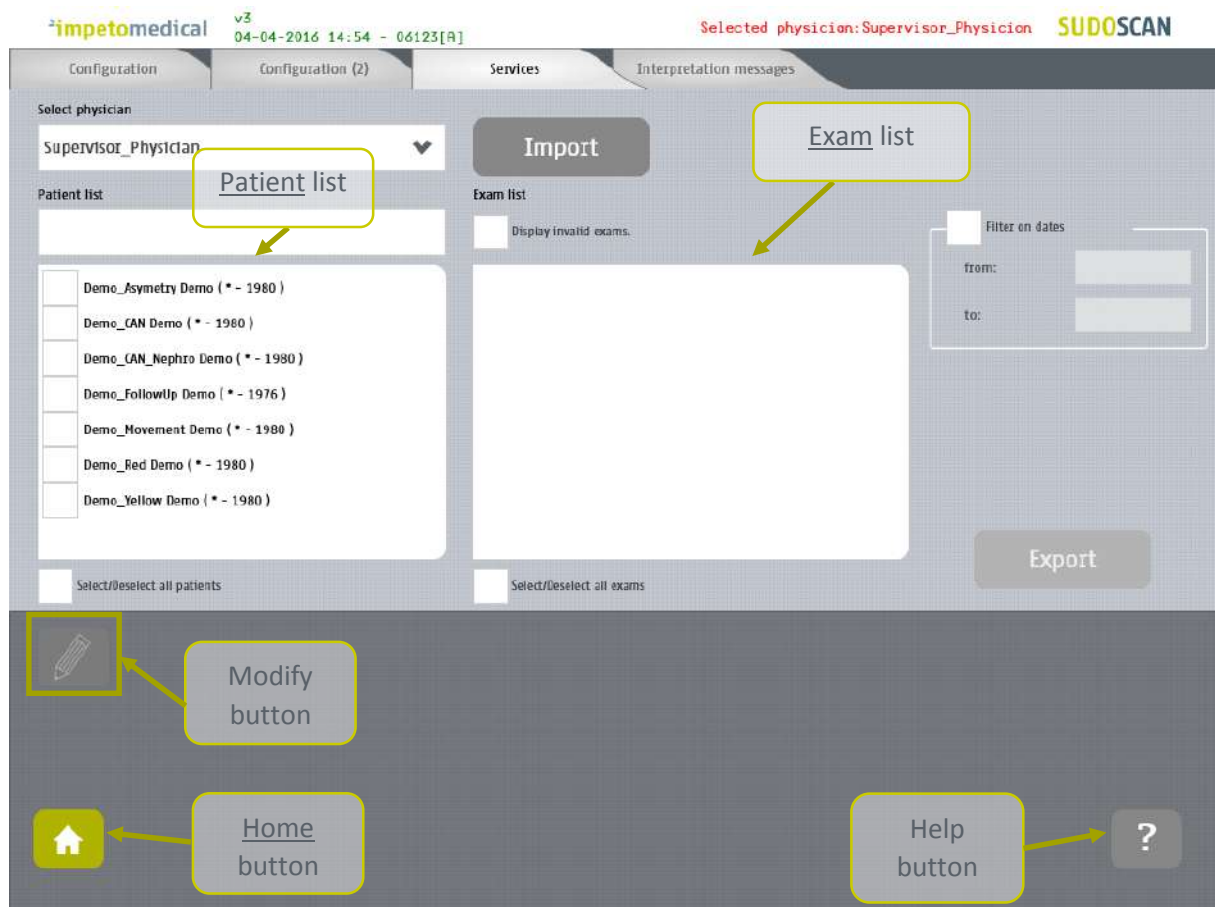 impetomedical
v3
04-04-2016 14:54 - 06123[A]
Selected physician:Supervisor_Physicion
SUDOSCAN
Configuration
Configuration (2)
Services
Interpretation messages
Select physician
Supervisor_Physician
Import
Exam list
Patient list
Patient list
Exam list
Display invalid exams.
Filter on dates
from:
to:
Demo_Asymetry Demo ( * - 1980 )
Demo_CAN Demo ( * - 1980 )
Demo_CAN_Nephro Demo ( * - 1980 )
Demo_FollowUp Demo ( * - 1976 )
Demo_Movement Demo ( * - 1980 )
Demo_Red Demo ( * - 1980 )
Demo_Yellow Demo ( * - 1980 )
Export
Select/Deselect all patients
Select/Deselect all exams
Modify
button
Home
button
Help
button
?